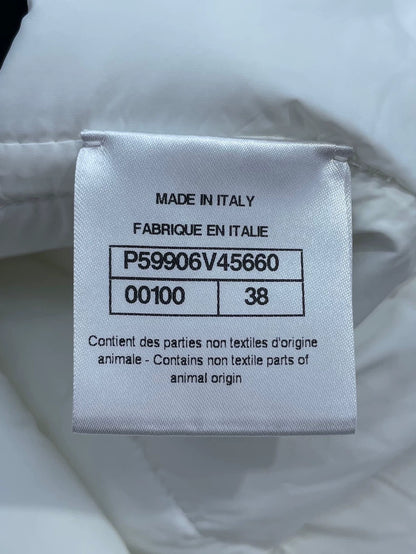 MADE IN ITALY
FABRIQUE EN ITALIE
P59906V45660
00100 38
Contient des parties non textiles d'origine
animale - Contains non textile parts of
animal origin